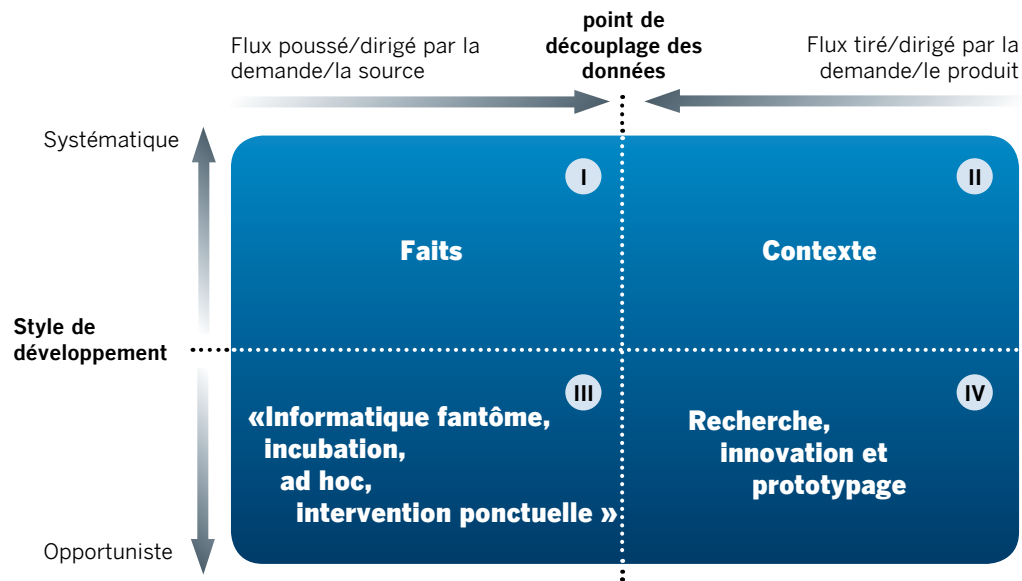 Flux poussé/dirigé par la
demande/la source
point de
découplage des
données
Flux tiré/dirigé par la
demande/le produit
Systématique
I
II
Faits
Contexte
Style de
développement
III
IV
«Informatique fantôme,
incubation,
ad hoc,
intervention ponctuelle »
Recherche,
innovation et
prototypage
Opportuniste